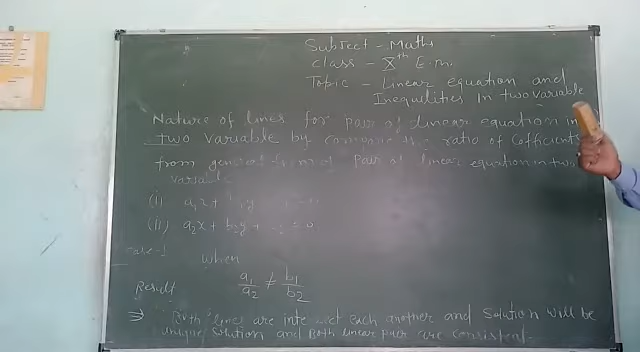 Subject - Maths
Class - Xth E.m.
Topic - Linear equation and
Inequlities In two variable
Nature of lines for pair of linear equation in
two variable by ratio of Cofficients
from general form of pair of linear equation in two
variable
(i) a₁x +
(ii) a₂x + b₂y + = 0
when
a₁/a₂ ≠ b₁/b₂
Result
⇒ Both lines are intersect each another and solution will be
unique solution and Both linear pair are consistent.